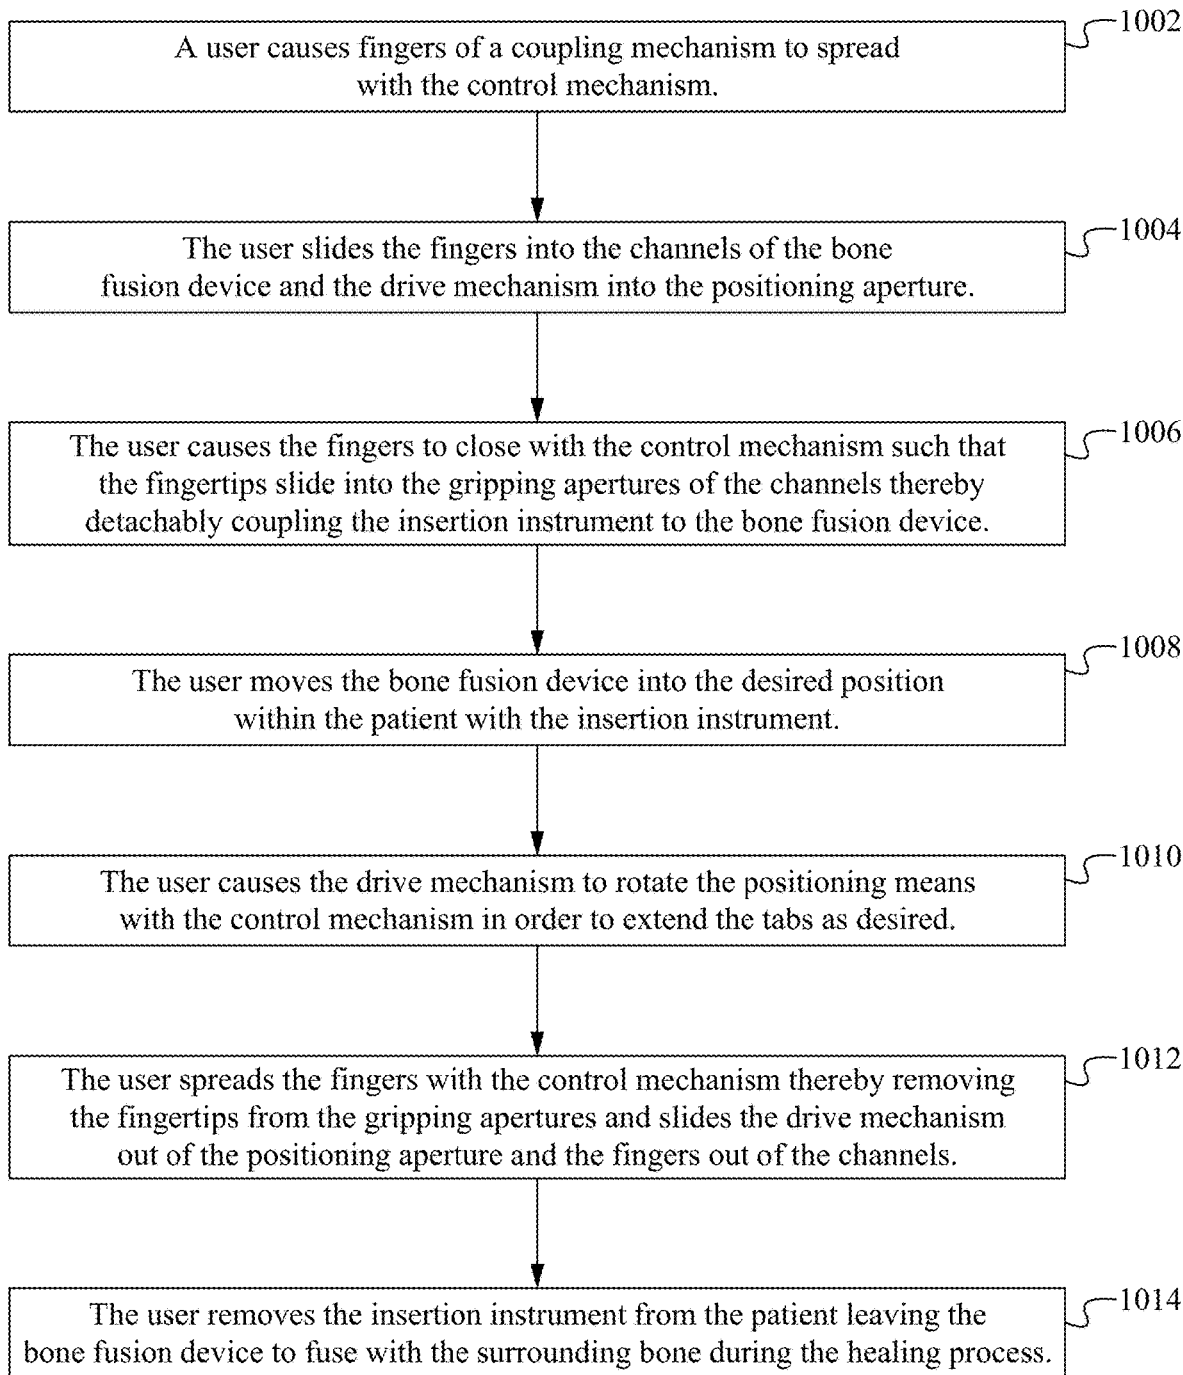 1002
A user causes fingers of a coupling mechanism to spread
with the control mechanism.
1004
The user slides the fingers into the channels of the bone
fusion device and the drive mechanism into the positioning aperture.
1006
The user causes the fingers to close with the control mechanism such that
the fingertips slide into the gripping apertures of the channels thereby
detachably coupling the insertion instrument to the bone fusion device.
1008
The user moves the bone fusion device into the desired position
within the patient with the insertion instrument.
1010
The user causes the drive mechanism to rotate the positioning means
with the control mechanism in order to extend the tabs as desired.
1012
The user spreads the fingers with the control mechanism thereby removing
the fingertips from the gripping apertures and slides the drive mechanism
out of the positioning aperture and the fingers out of the channels.
1014
The user removes the insertion instrument from the patient leaving the
bone fusion device to fuse with the surrounding bone during the healing process.